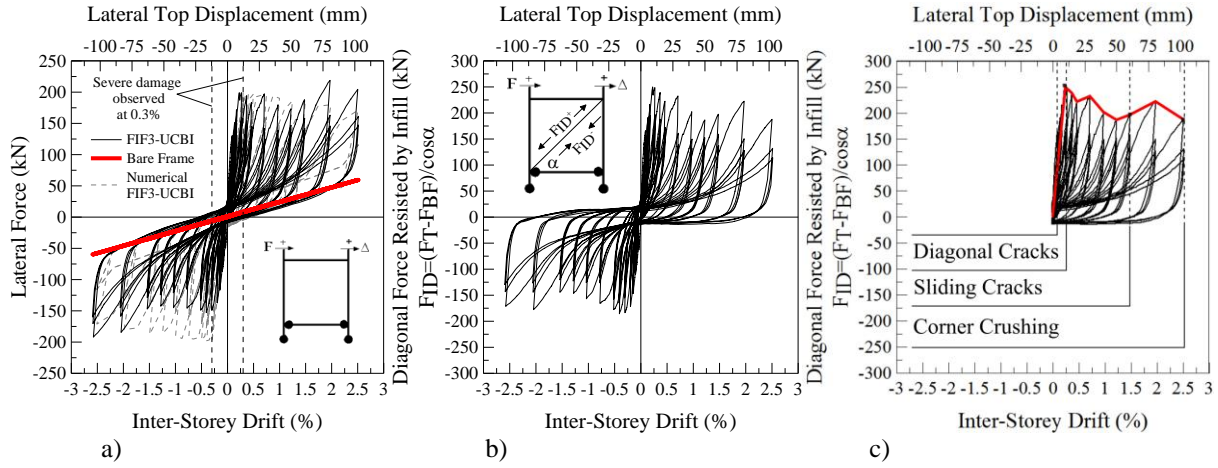 Lateral Top Displacement (mm)
-100 -75 -50 -25 0 25 50 75 100
Lateral Force (kN)
250
200
150
100
50
0
-50
-100
-150
-200
-250
Severe damage
observed
at 0.3%
FIF3-UCBI
Bare Frame
Numerical
FIF3-UCBI
F + + Δ
-3 -2.5 -2 -1.5 -1 -0.5 0 0.5 1 1.5 2 2.5 3
Inter-Storey Drift (%)
a)
Lateral Top Displacement (mm)
-100 -75 -50 -25 0 25 50 75 100
Diagonal Force Resisted by Infill (kN)
FID=(FT-FBF)/cosα
300
250
200
150
100
50
0
-50
-100
-150
-200
-250
-300
F + + Δ
FID+
FID-
α
-3 -2.5 -2 -1.5 -1 -0.5 0 0.5 1 1.5 2 2.5 3
Inter-Storey Drift (%)
b)
Lateral Top Displacement (mm)
0 25 50 75 100
Diagonal Force Resisted by Infill (kN)
FID=(FT-FBF)/cosα
300
250
200
150
100
50
0
-50
-100
-150
-200
-250
-300
Diagonal Cracks
Sliding Cracks
Corner Crushing
-3 -2.5 -2 -1.5 -1 -0.5 0 0.5 1 1.5 2 2.5 3
Inter-Storey Drift (%)
c)